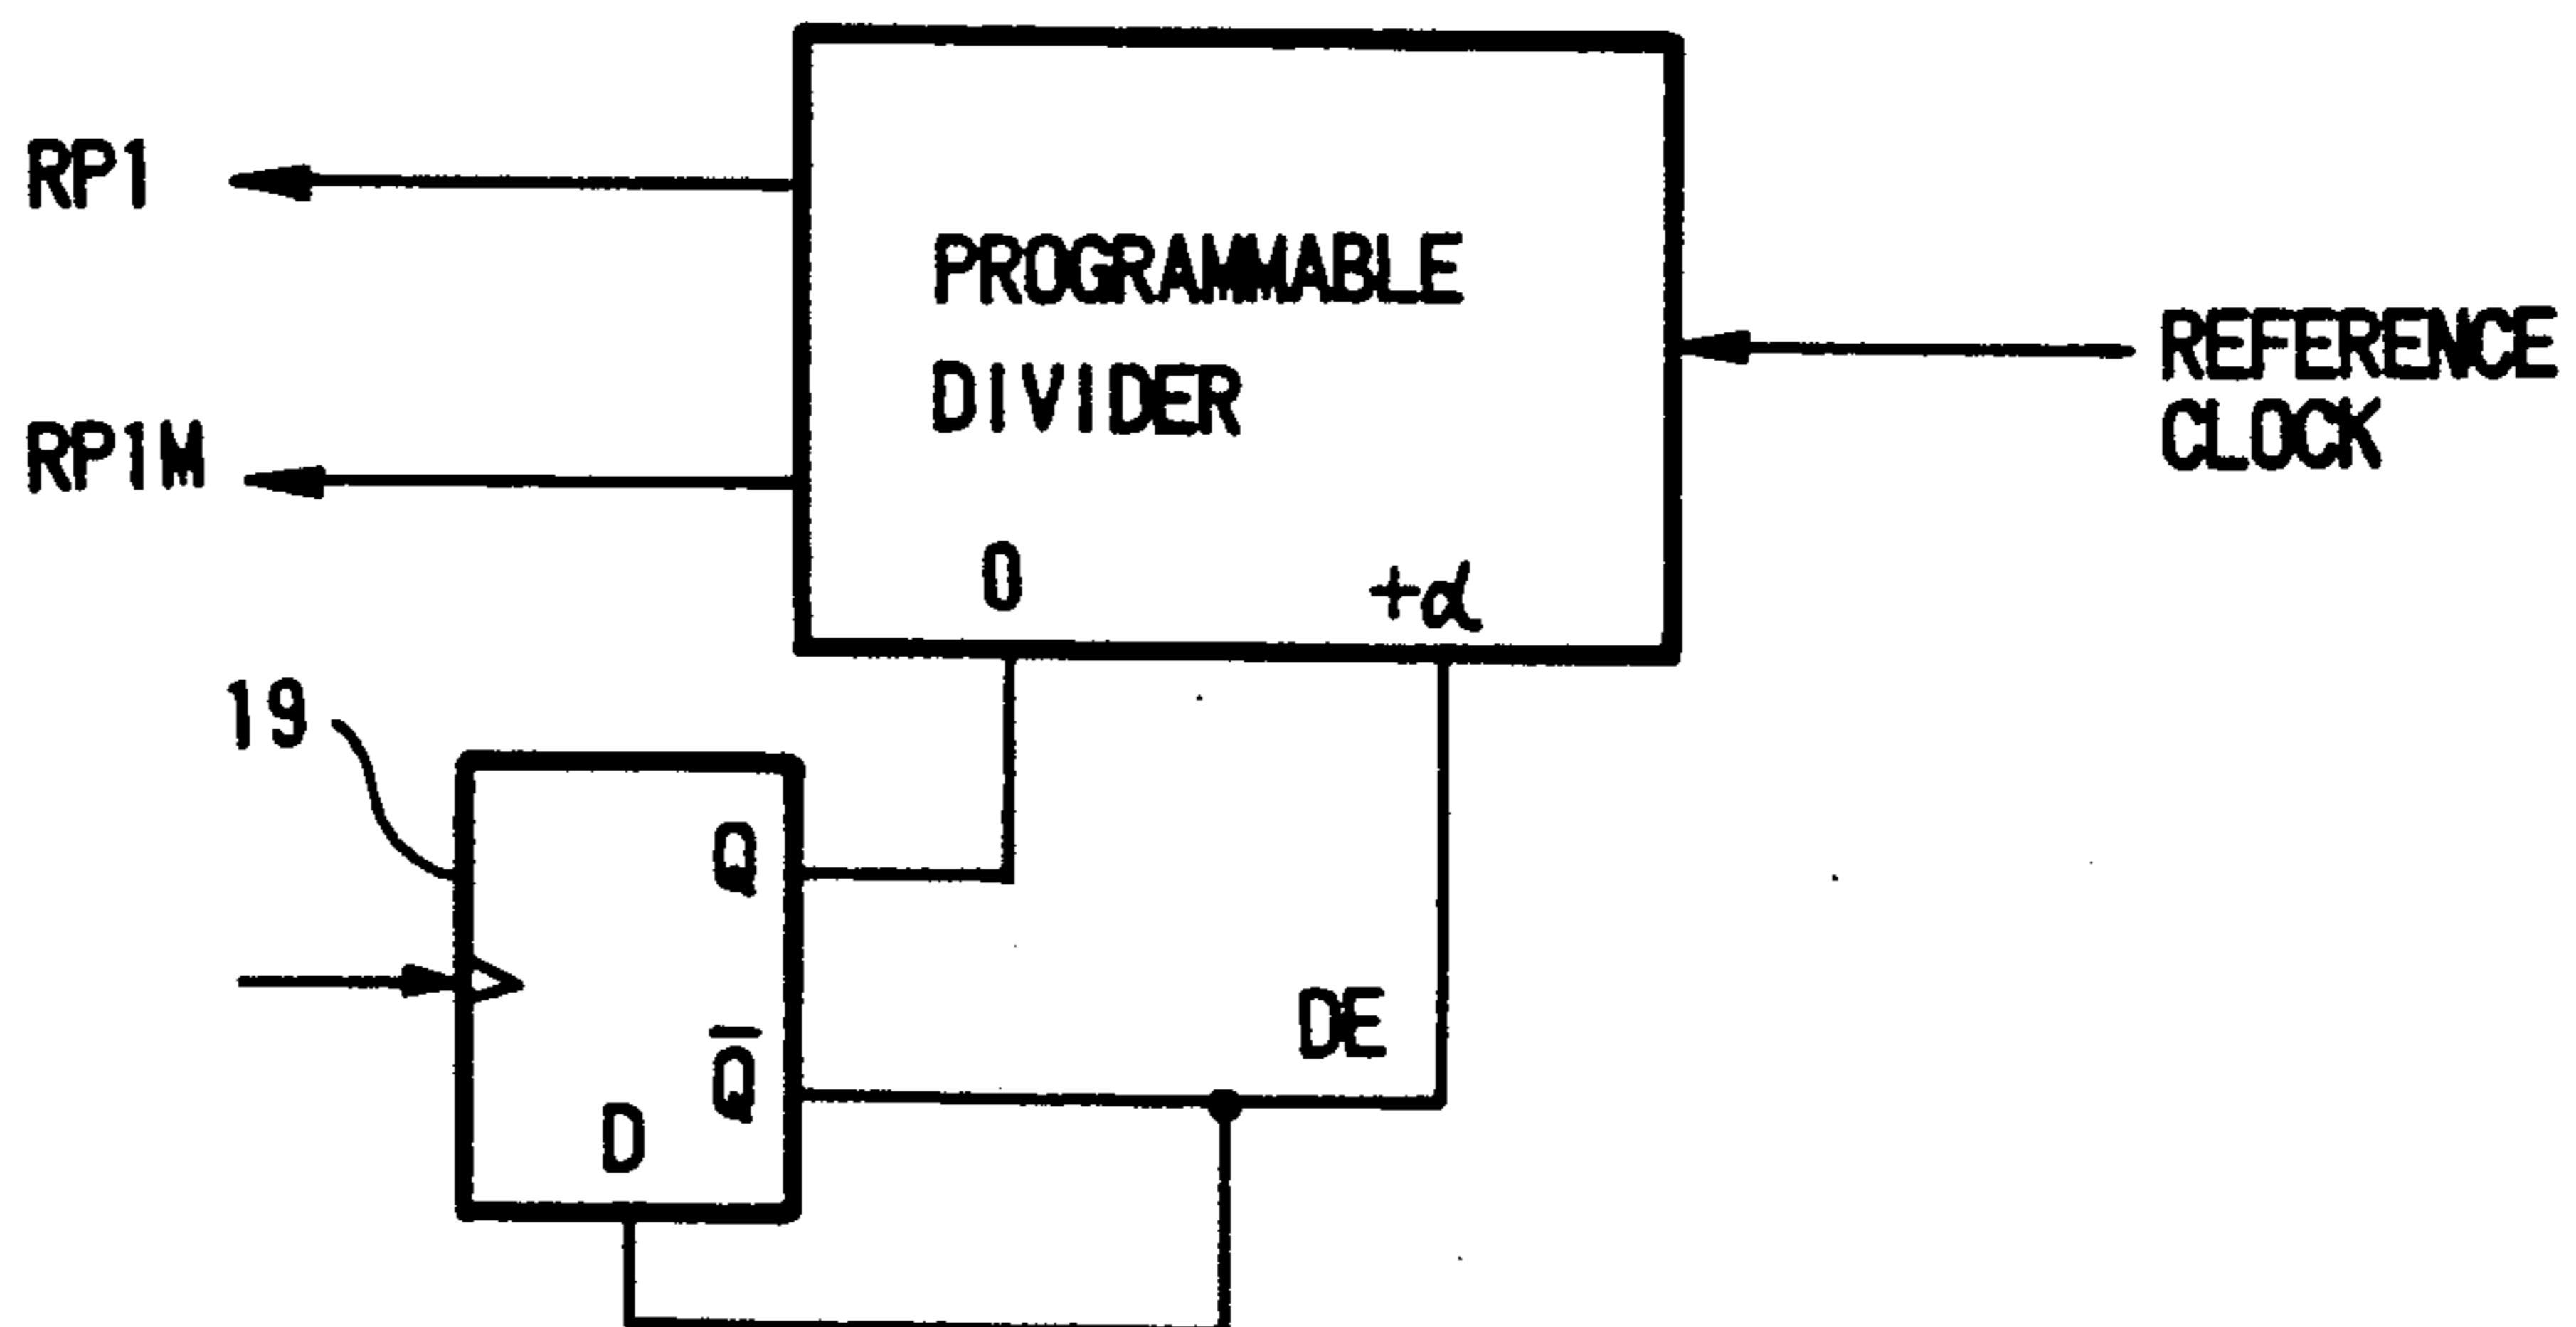 RP1
PROGRAMMABLE
DIVIDER
REFERENCE
CLOCK
RP1M
0
+α
19
Q
Q̅
DE
D